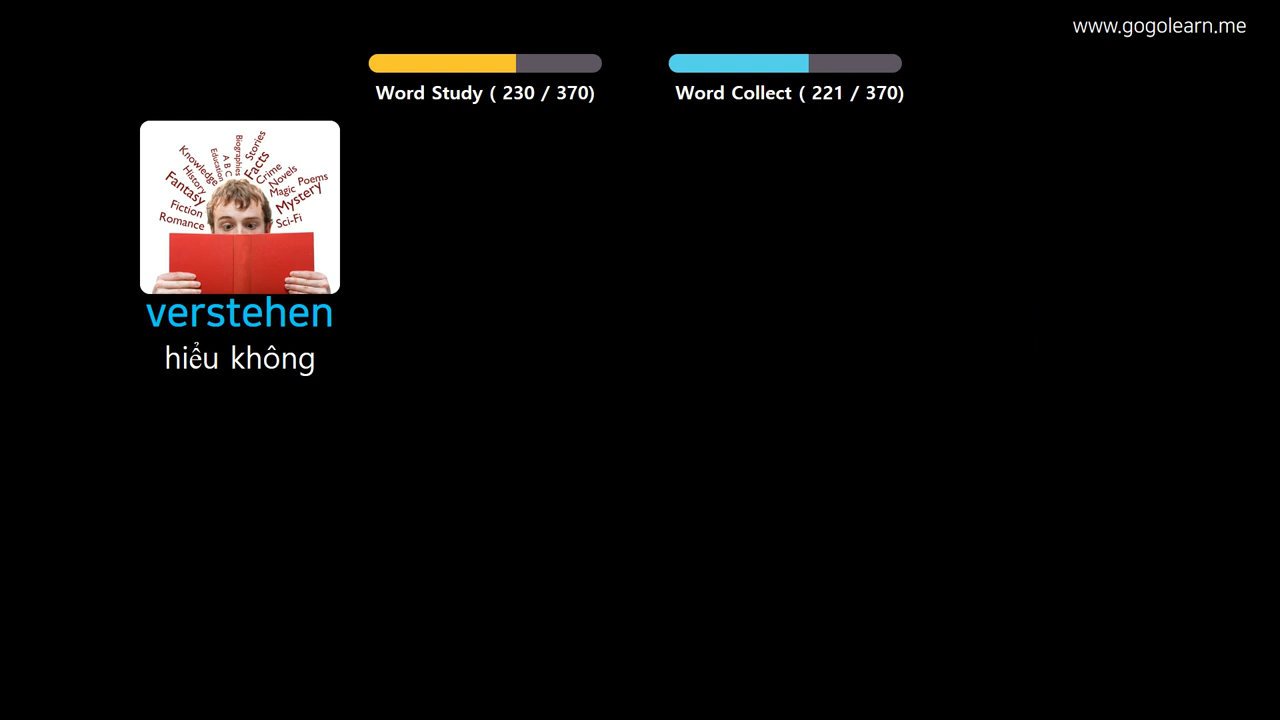 www.gogolearn.me
Word Study ( 230 / 370)
Word Collect ( 221 / 370)
Stories
Biographies
Facts
A B C
Education
Crime
Knowledge
Novels
History
Poems
Magic
Fantasy
Mystery
Fiction
Sci-Fi
Romance
verstehen
hiểu không